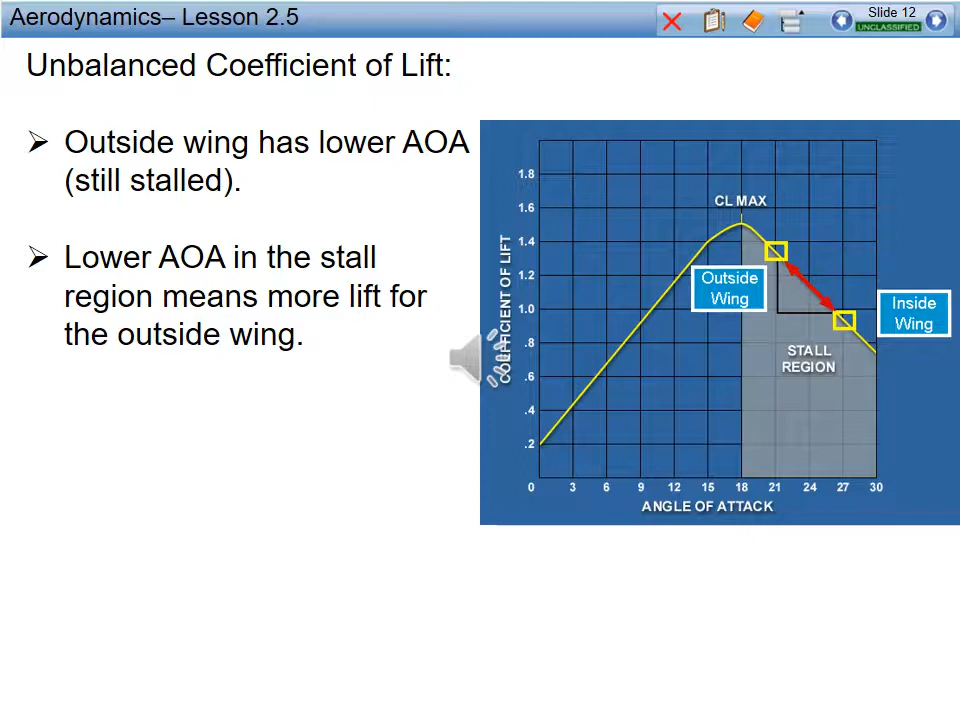 Aerodynamics– Lesson 2.5
Slide 12
UNCLASSIFIED
Unbalanced Coefficient of Lift:
Outside wing has lower AOA
(still stalled).
Lower AOA in the stall
region means more lift for
the outside wing.
COEFFICIENT OF LIFT
1.8
1.6
1.4
1.2
1.0
.8
.6
.4
.2
CL MAX
Outside
Wing
Inside
Wing
STALL
REGION
0 3 6 9 12 15 18 21 24 27 30
ANGLE OF ATTACK